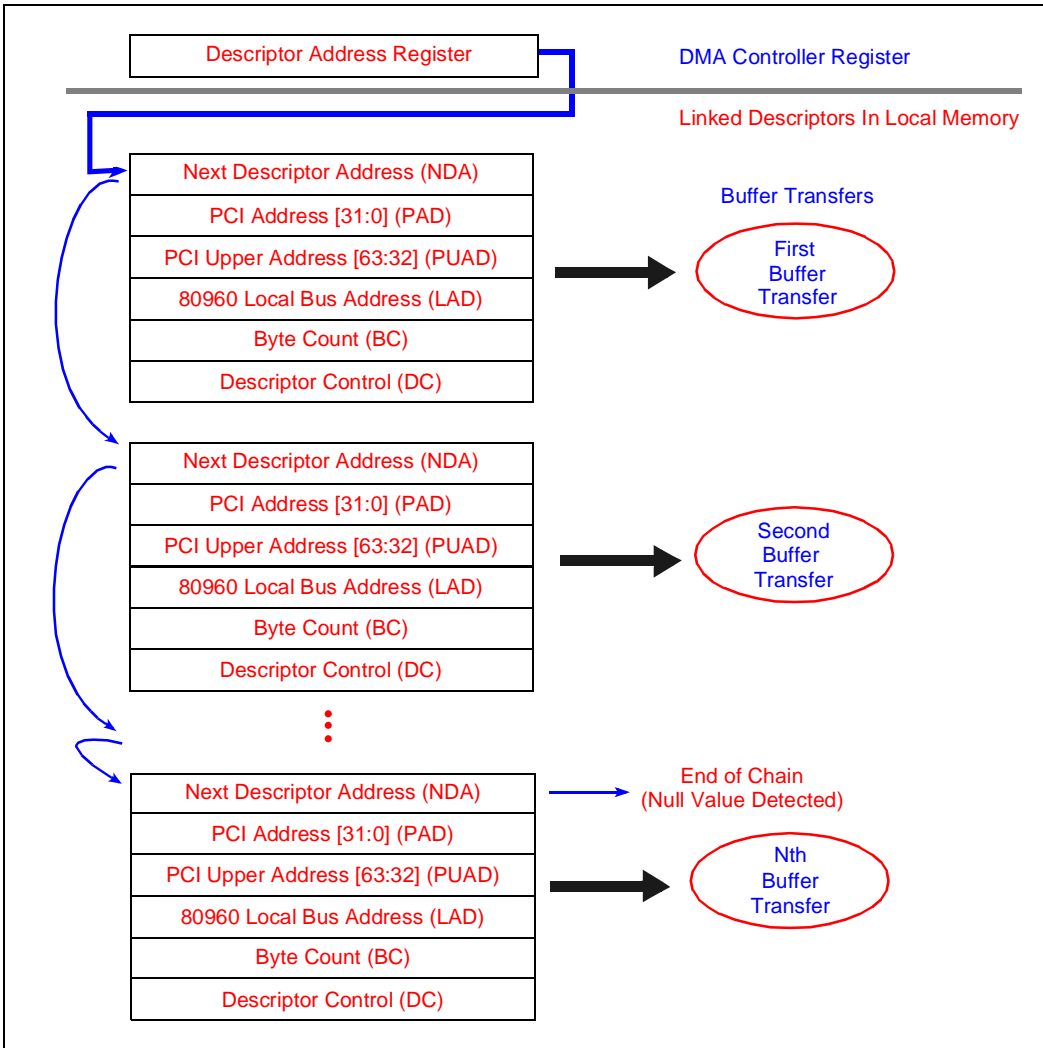 Descriptor Address Register
DMA Controller Register
Linked Descriptors In Local Memory
Next Descriptor Address (NDA)
PCI Address [31:0] (PAD)
PCI Upper Address [63:32] (PUAD)
80960 Local Bus Address (LAD)
Byte Count (BC)
Descriptor Control (DC)
Buffer Transfers
First
Buffer
Transfer
Next Descriptor Address (NDA)
PCI Address [31:0] (PAD)
PCI Upper Address [63:32] (PUAD)
80960 Local Bus Address (LAD)
Byte Count (BC)
Descriptor Control (DC)
Second
Buffer
Transfer
Next Descriptor Address (NDA)
PCI Address [31:0] (PAD)
PCI Upper Address [63:32] (PUAD)
80960 Local Bus Address (LAD)
Byte Count (BC)
Descriptor Control (DC)
End of Chain
(Null Value Detected)
Nth
Buffer
Transfer